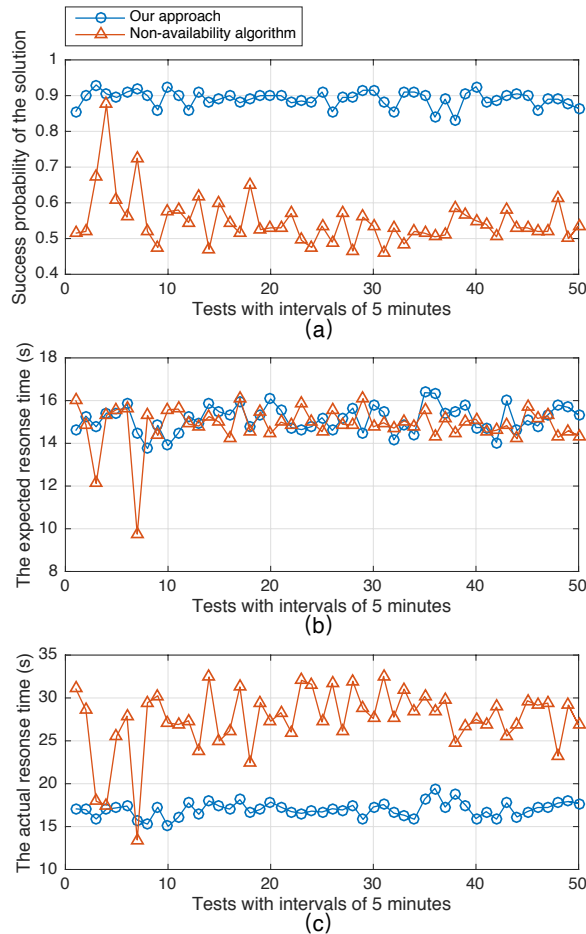 Our approach
Non-availability algorithm
Success probability of the solution
1
0.9
0.8
0.7
0.6
0.5
0.4
0 10 20 30 40 50
Tests with intervals of 5 minutes
(a)
The expected resonse time (s)
18
16
14
12
10
8
0 10 20 30 40 50
Tests with intervals of 5 minutes
(b)
The actual resonse time (s)
35
30
25
20
15
10
0 10 20 30 40 50
Tests with intervals of 5 minutes
(c)